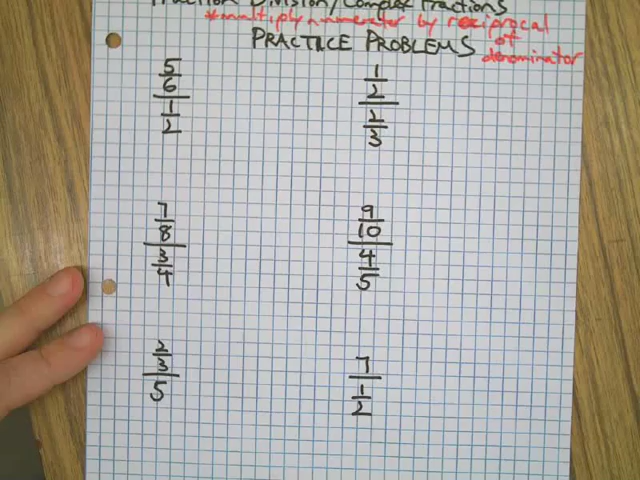 Fraction Division/Complex Fractions
*multiply numerator by reciprocal of denominator
PRACTICE PROBLEMS
5/6 / 1/2
1/2 / 2/3
7/8 / 3/4
9/10 / 4/5
2/3 / 5
7 / 1/2